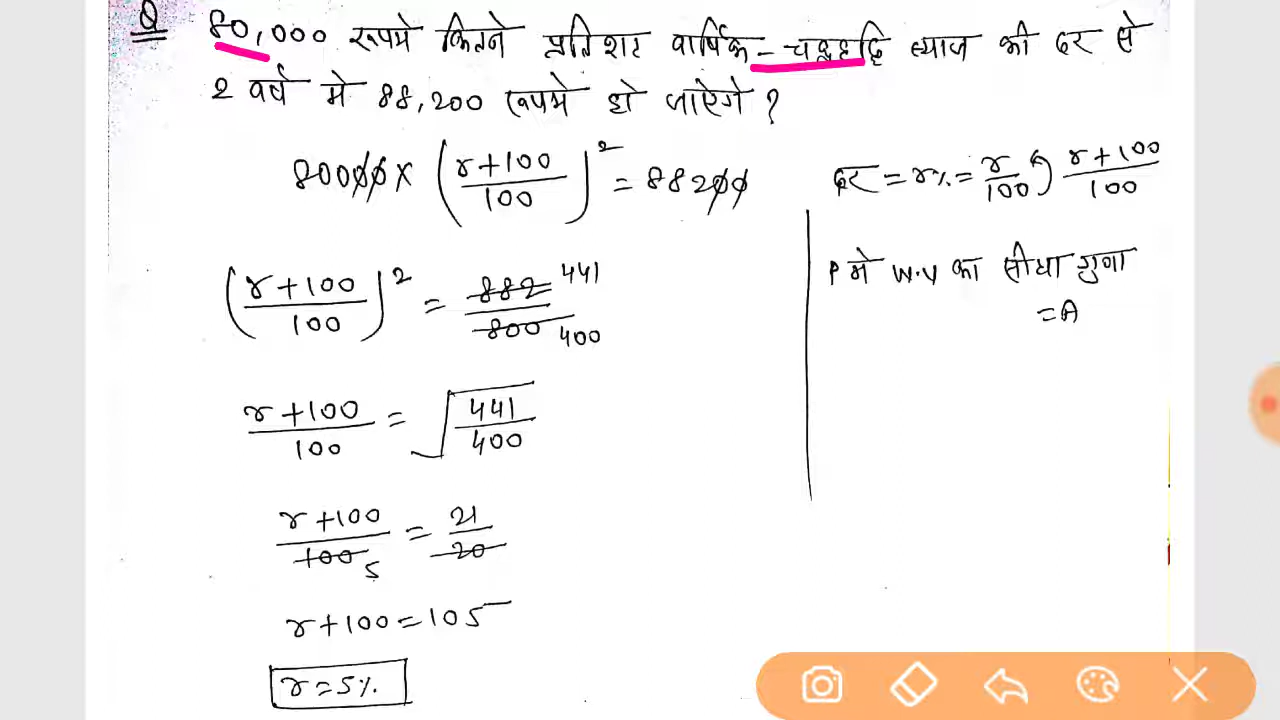 Q 80,000 रूपये कितने प्रतिशत वार्षिक - चक्रवृद्धि ब्याज की दर से
2 वर्ष मे 88,200 रूपये हो जाऐगे ?
80000 × (r+100/100)² = 88200
(r+100/100)² = 882/800 441/400
r+100/100 = √441/400
r+100/100 5 = 21/20
r+100 = 105
r = 5%
दर = r% = r/100 ) r+100/100
P मे W.V का सीधा गुणा
= A